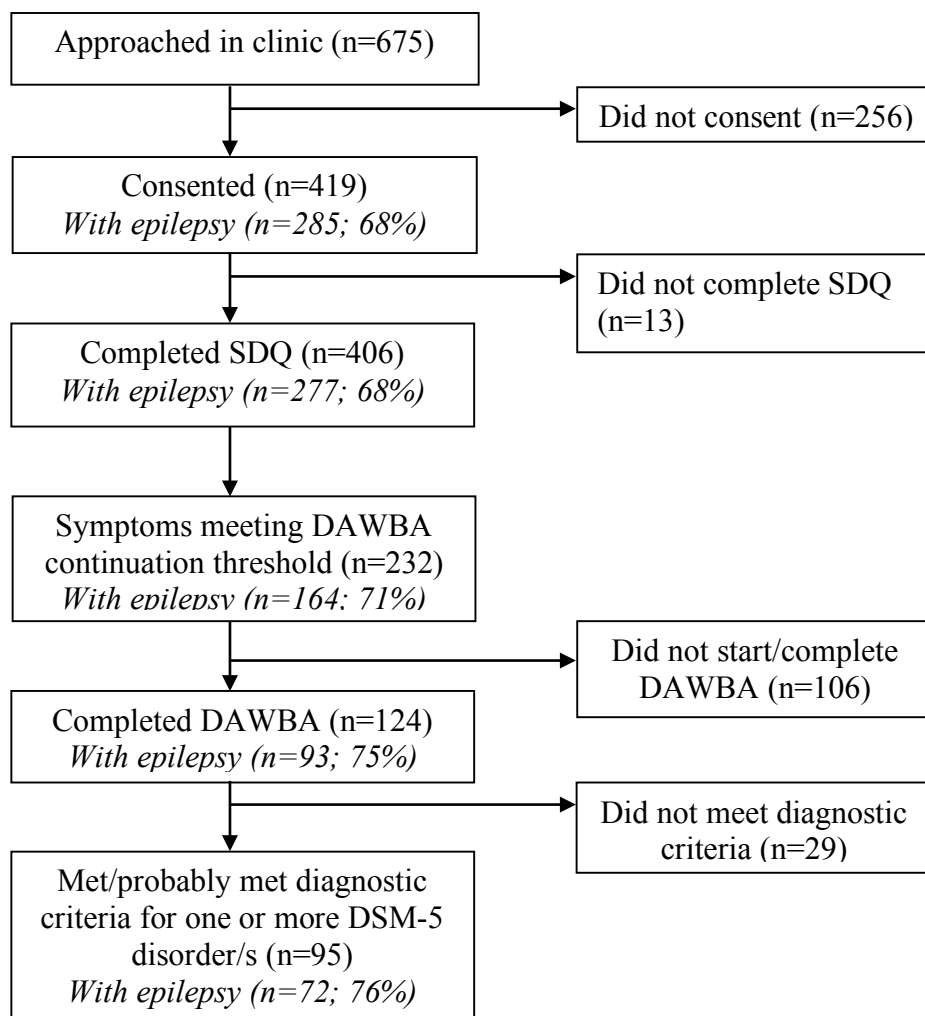 Approached in clinic (n=675)
Did not consent (n=256)
Consented (n=419)
With epilepsy (n=285; 68%)
Did not complete SDQ
(n=13)
Completed SDQ (n=406)
With epilepsy (n=277; 68%)
Symptoms meeting DAWBA
continuation threshold (n=232)
With epilepsy (n=164; 71%)
Did not start/complete
DAWBA (n=106)
Completed DAWBA (n=124)
With epilepsy (n=93; 75%)
Did not meet diagnostic
criteria (n=29)
Met/probably met diagnostic
criteria for one or more DSM-5
disorder/s (n=95)
With epilepsy (n=72; 76%)